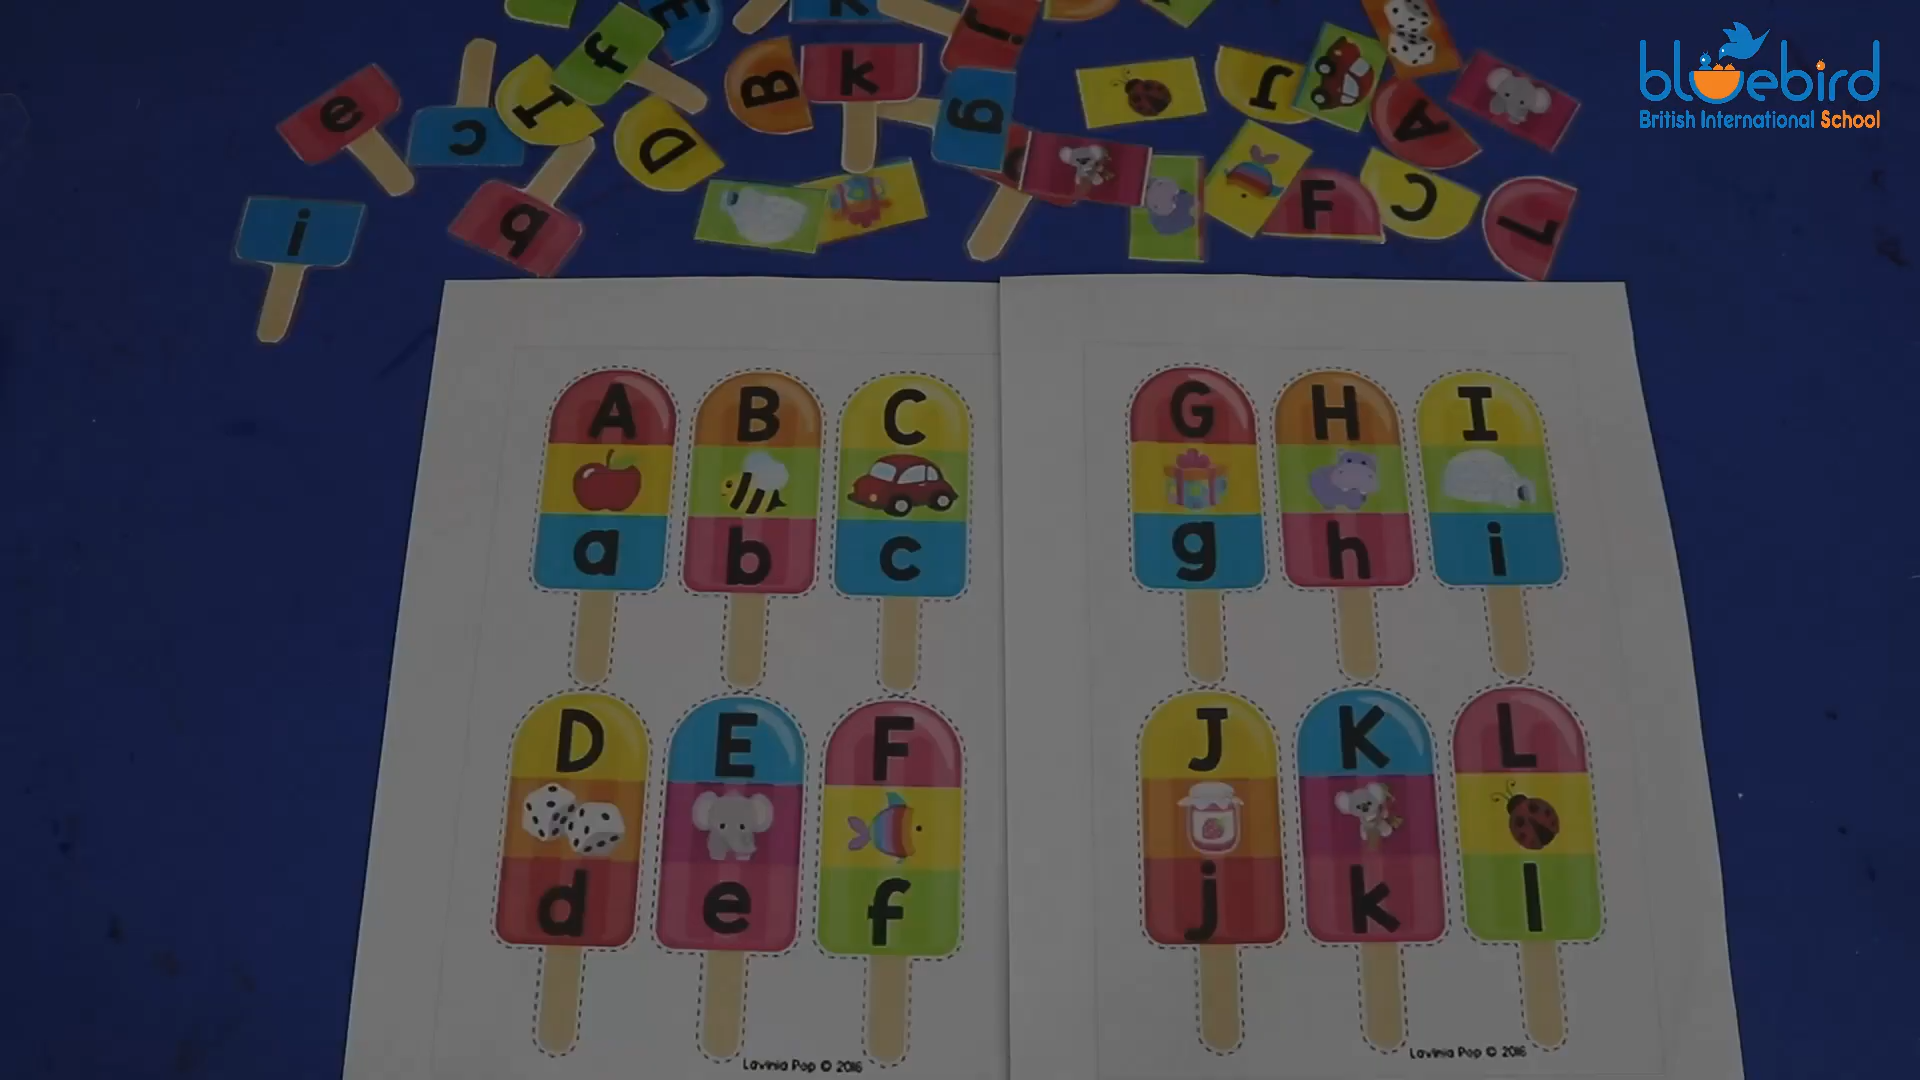 bluebird
British International School
E
k
j
f
B
k
I
J
e
c
D
g
A
i
b
F
C
L
A
B
C
G
H
I
a
b
c
g
h
i
D
E
F
J
K
L
d
e
f
j
k
l
Lavinia Pop © 2016
Lavinia Pop © 2016